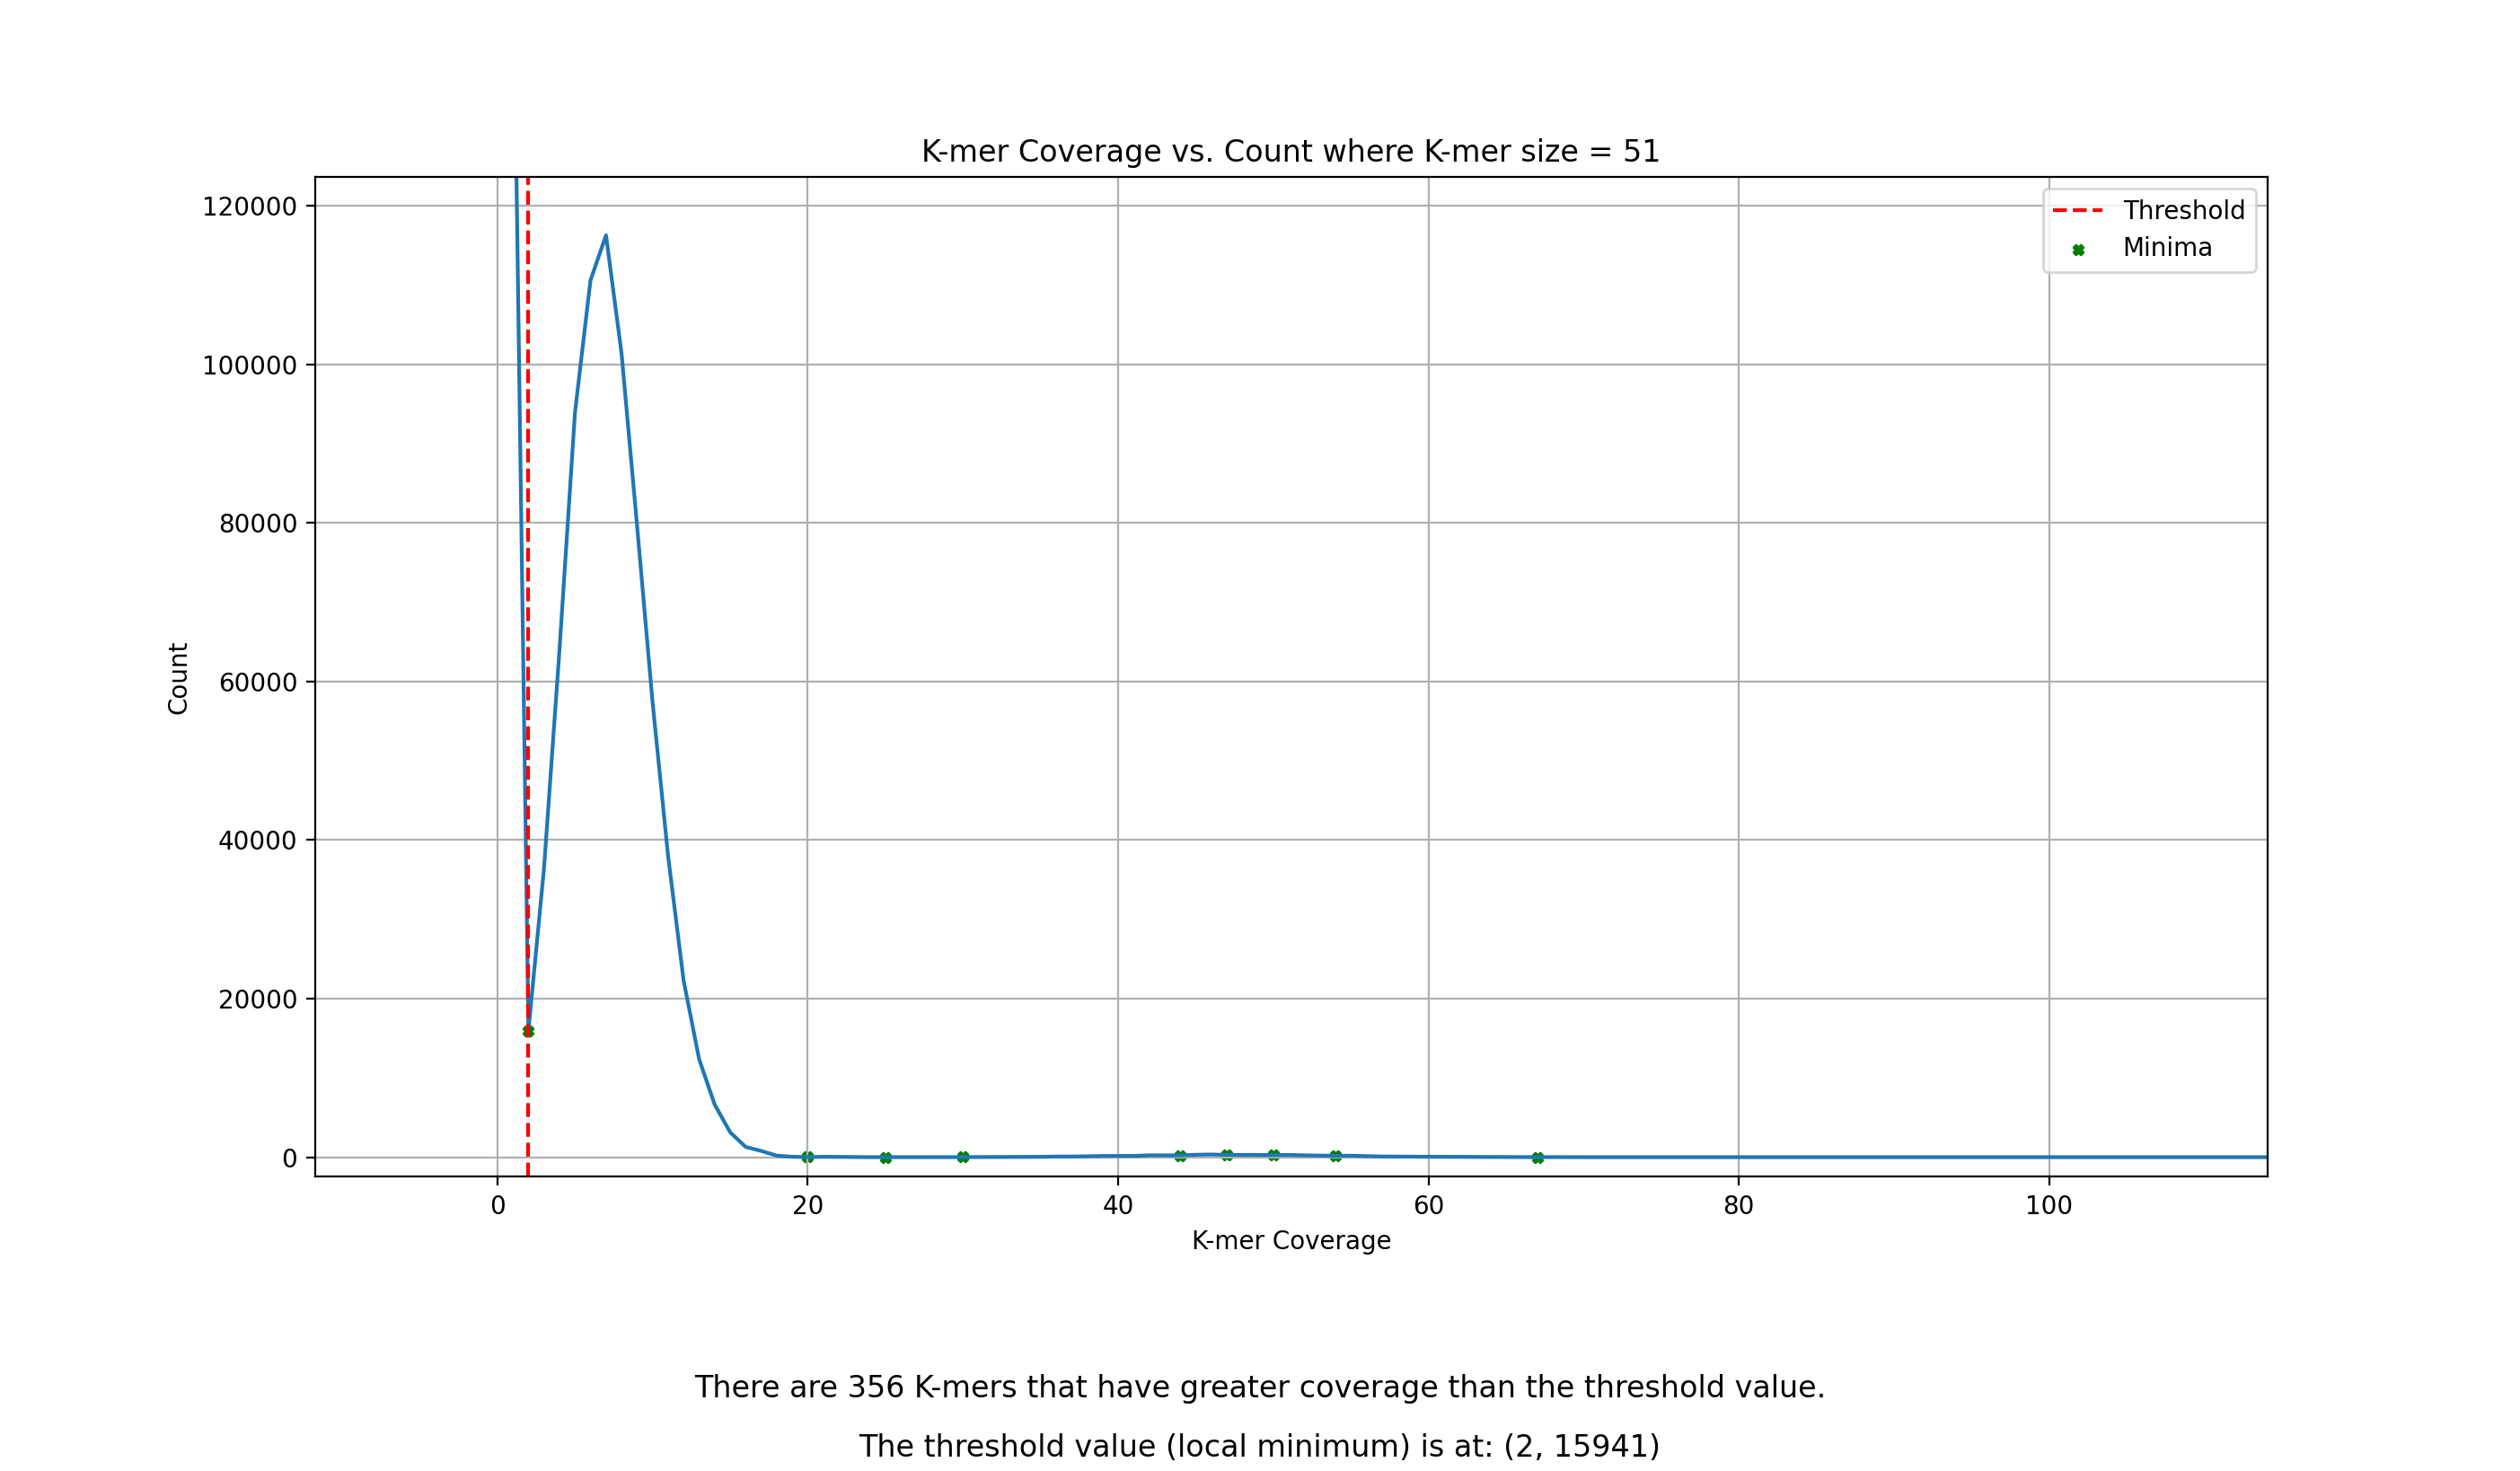 K-mer Coverage vs. Count where K-mer size = 51
120000
100000
80000
60000
40000
20000
0
Count
Threshold
Minima
0 20 40 60 80 100
K-mer Coverage
There are 356 K-mers that have greater coverage than the threshold value.
The threshold value (local minimum) is at: (2, 15941)